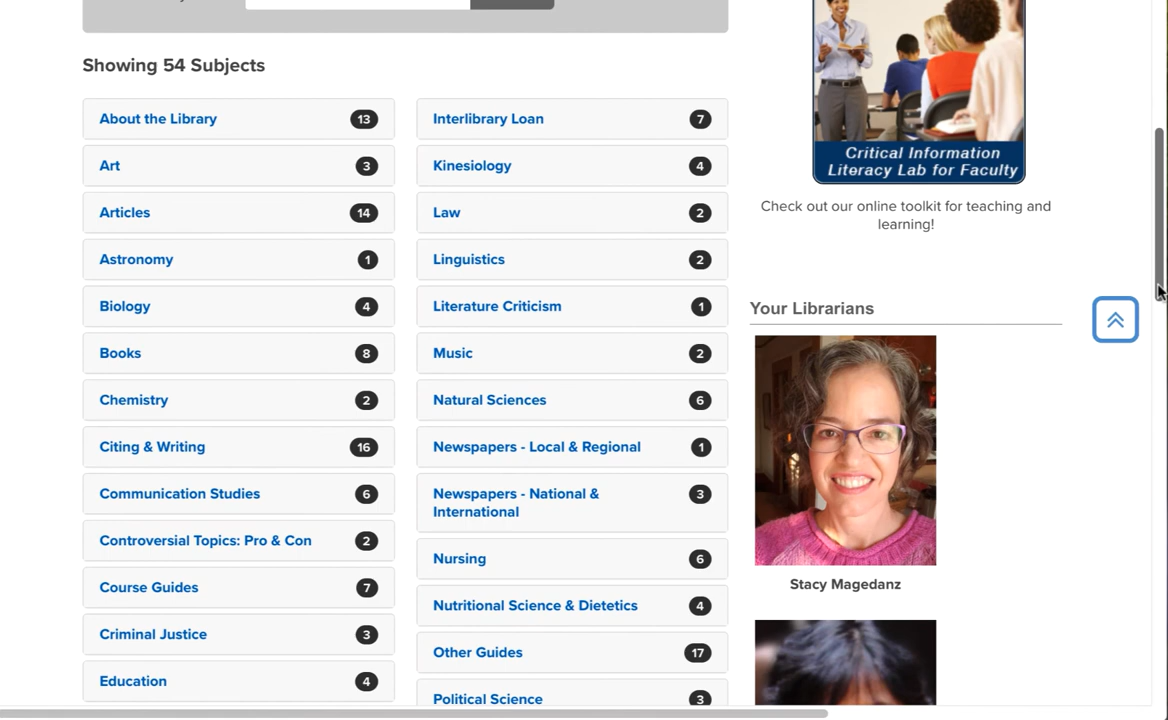 Showing 54 Subjects
About the Library 13
Art 3
Articles 14
Astronomy 1
Biology 4
Books 8
Chemistry 2
Citing & Writing 16
Communication Studies 6
Controversial Topics: Pro & Con 2
Course Guides 7
Criminal Justice 3
Education 4
Interlibrary Loan 7
Kinesiology 4
Law 2
Linguistics 2
Literature Criticism 1
Music 2
Natural Sciences 6
Newspapers - Local & Regional 1
Newspapers - National & 3
International
Nursing 6
Nutritional Science & Dietetics 4
Other Guides 17
Political Science 3
Critical Information
Literacy Lab for Faculty
Check out our online toolkit for teaching and
learning!
Your Librarians
Stacy Magedanz